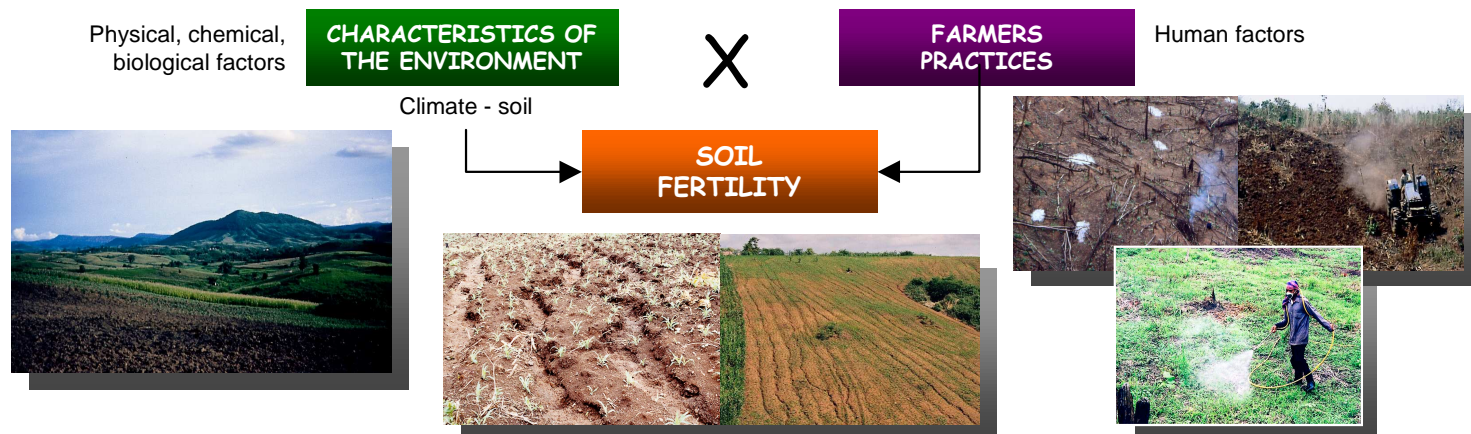 Physical, chemical,
biological factors
CHARACTERISTICS OF
THE ENVIRONMENT
X
FARMERS
PRACTICES
Human factors
Climate - soil
SOIL
FERTILITY